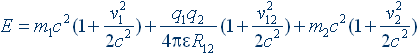 E = m₁c²(1 + v₁²/2c²) + q₁q₂/4πεR₁₂ (1 + v₁₂²/2c²) + m₂c²(1 + v₂²/2c²)